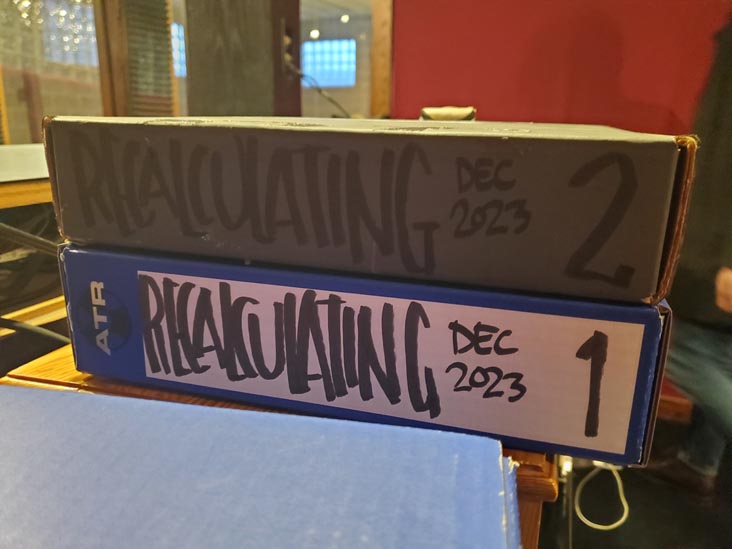 RECALCULATING DEC 2023 2
ATR RECALCULATING DEC 2023 1